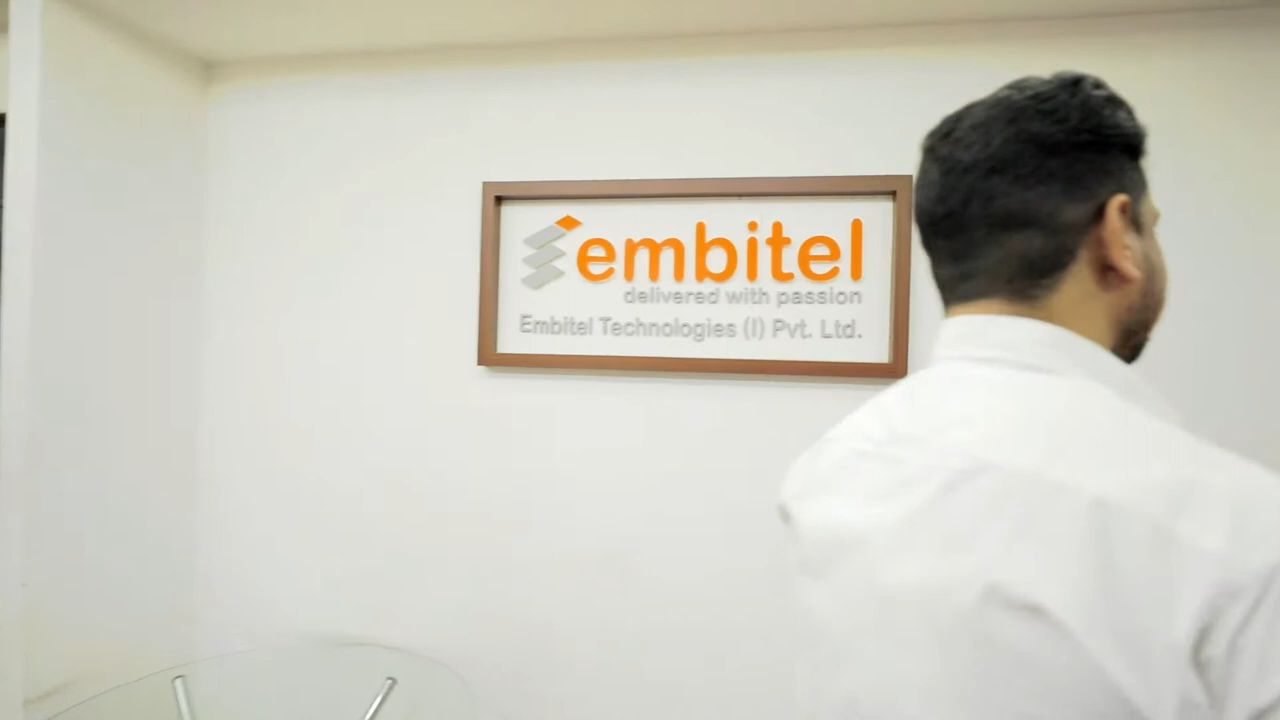 embitel
delivered with passion
Embitel Technologies (I) Pvt. Ltd.